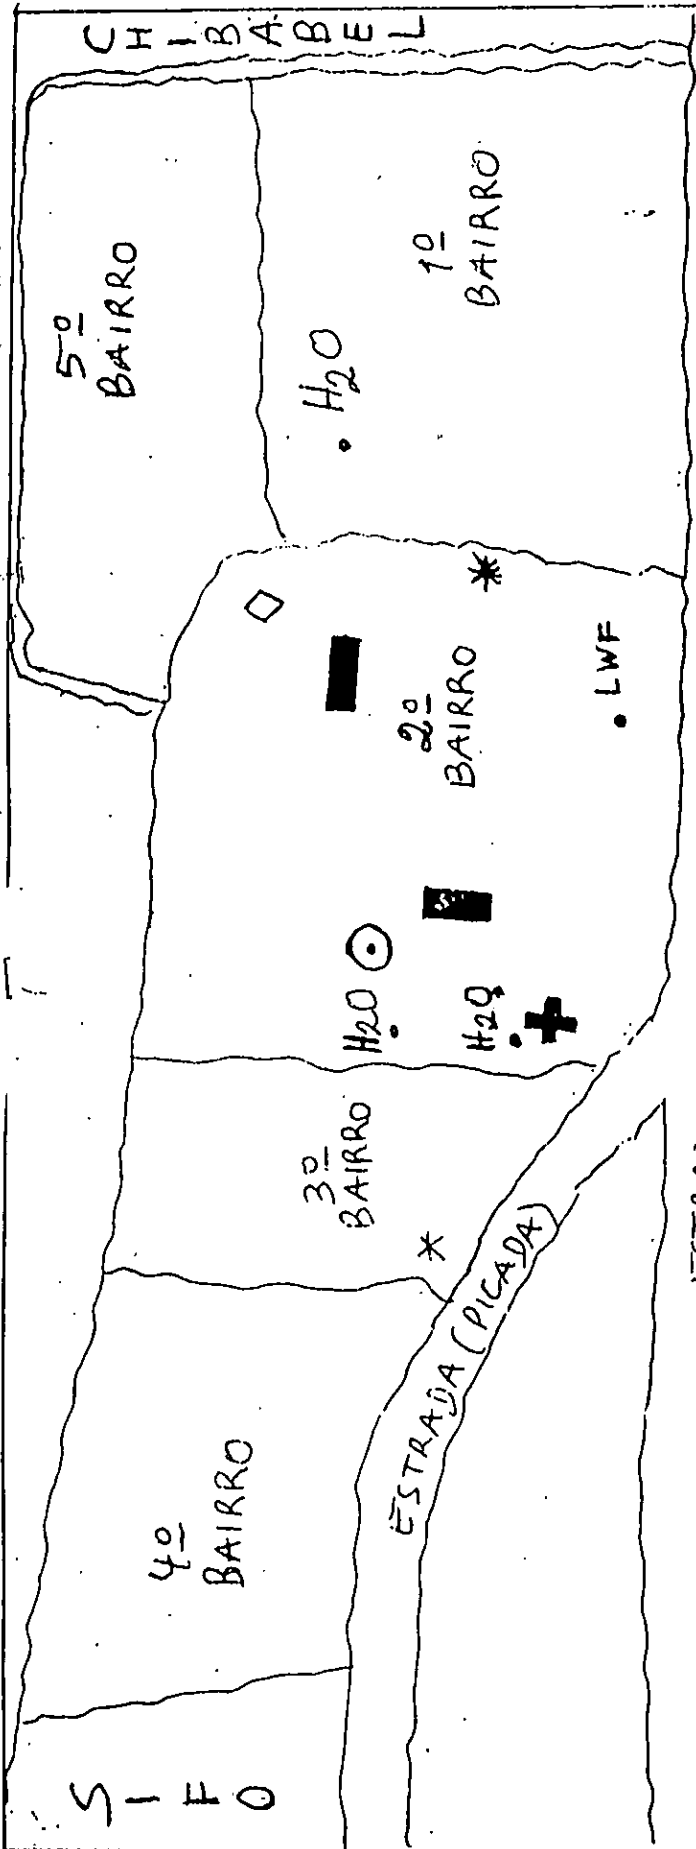 CHIBABEL
5º
BAIRRO
1º
BAIRRO
H2O
2º
BAIRRO
LWF
H2O
H2O
3º
BAIRRO
ESTRADA (PICADA)
4º
BAIRRO
SIFO